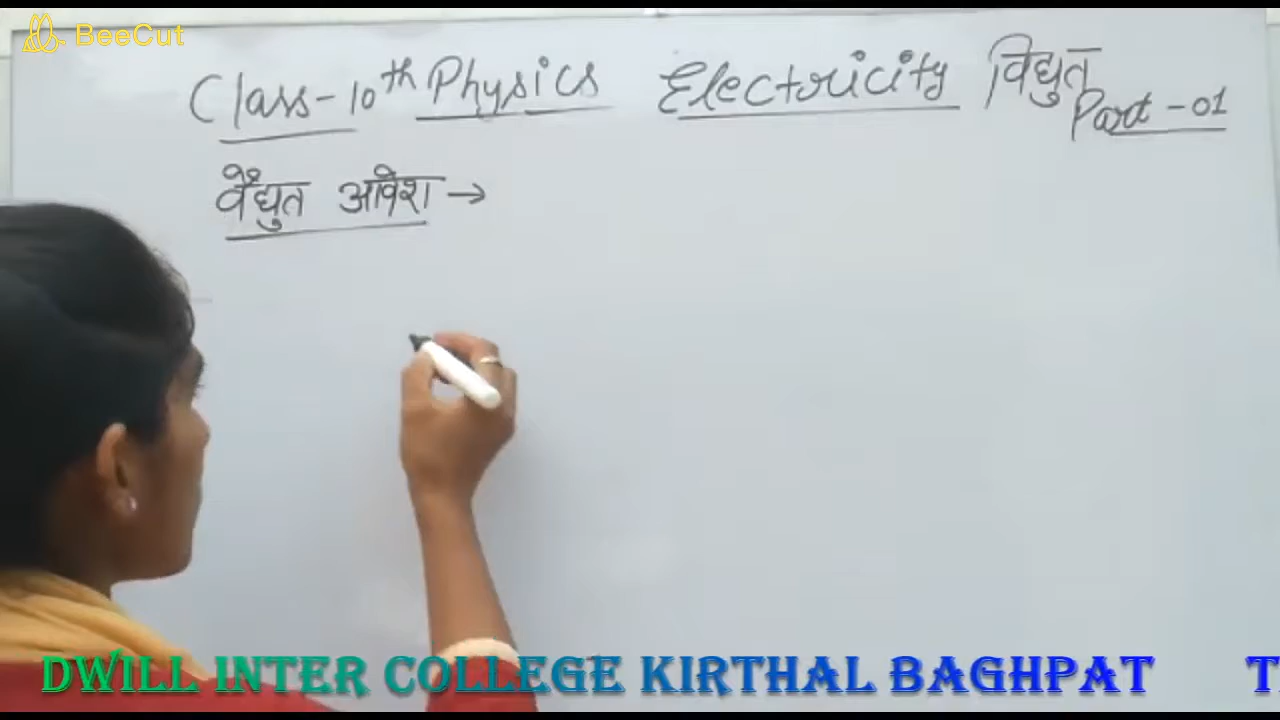 BeeCut
Class-10th Physics Electricity विद्युत
Part-01
वैद्युत आवेश →
DWILL INTER COLLEGE KIRTHAL BAGHPAT T